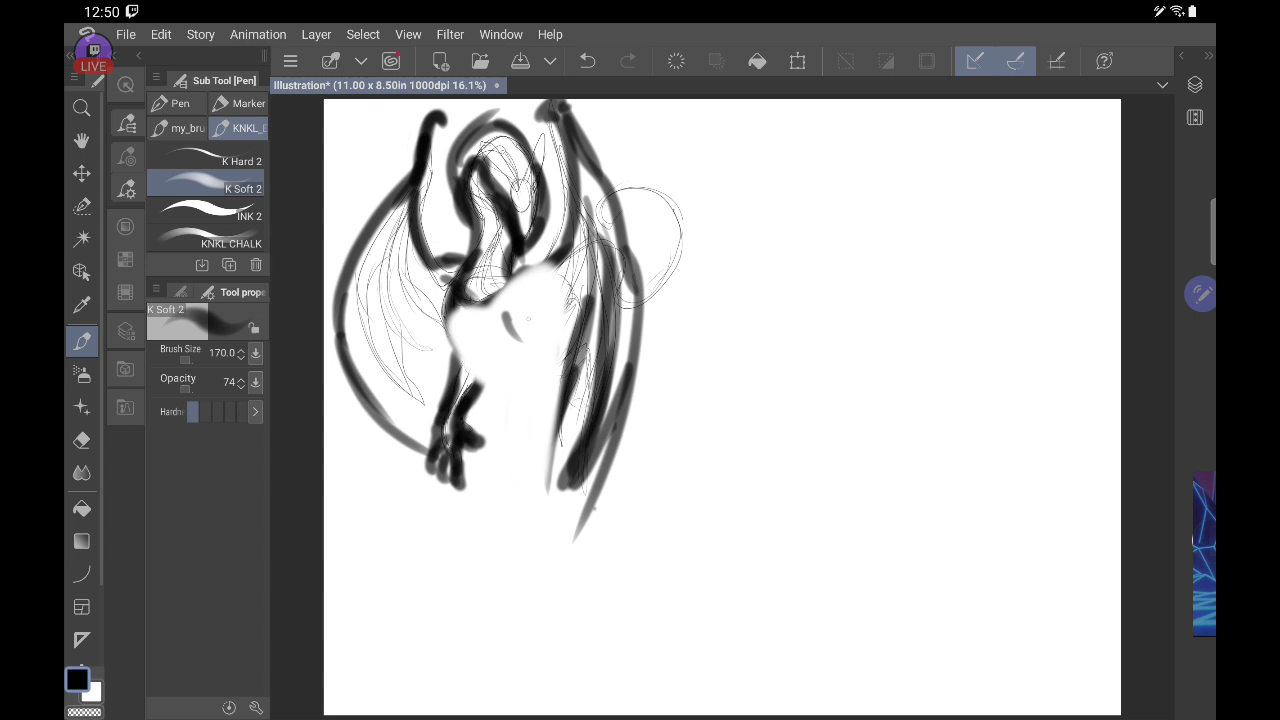 12:50
File Edit Story Animation Layer Select View Filter Window Help
LIVE
Sub Tool [Pen]
Illustration* (11.00 x 8.50in 1000dpi 16.1%)
Pen Marker
my_bru KNKL_E
K Hard 2
K Soft 2
INK 2
KNKL CHALK
Tool prope
K Soft 2
Brush Size 170.0
Opacity 74
Hardne